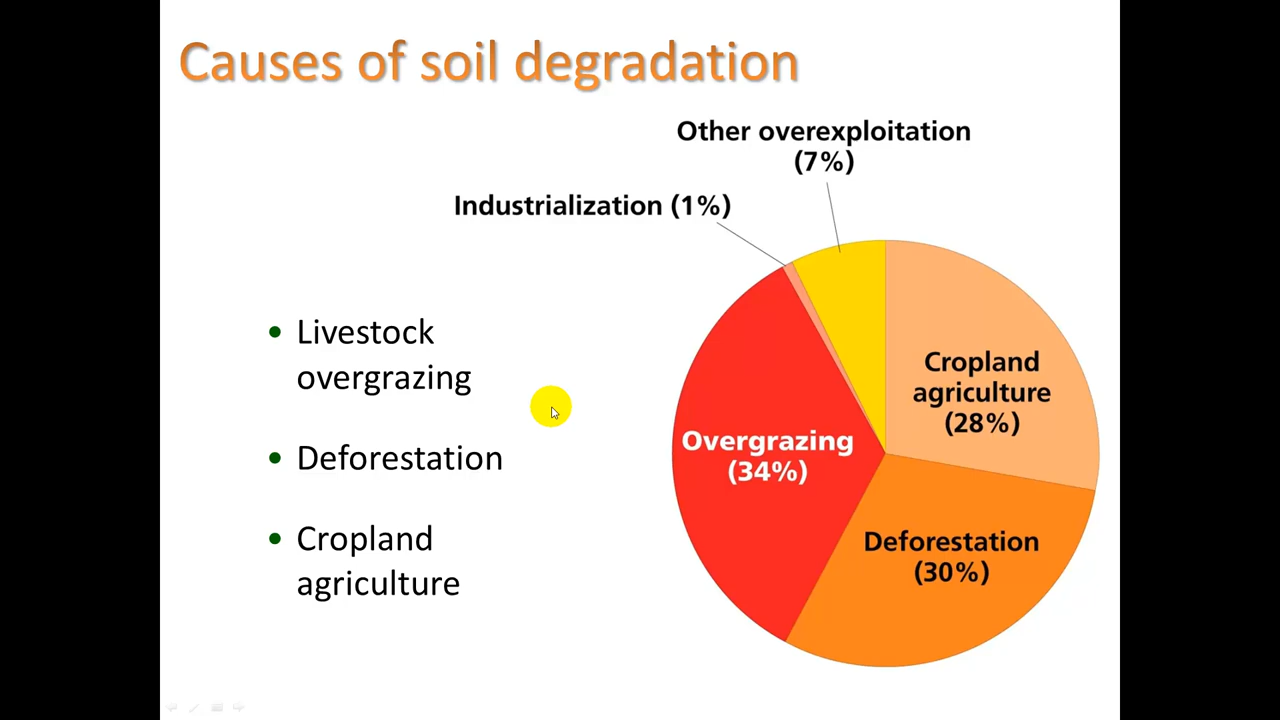 Causes of soil degradation
Other overexploitation
(7%)
Industrialization (1%)
• Livestock
overgrazing
• Deforestation
• Cropland
agriculture
Cropland
agriculture
(28%)
Overgrazing
(34%)
Deforestation
(30%)